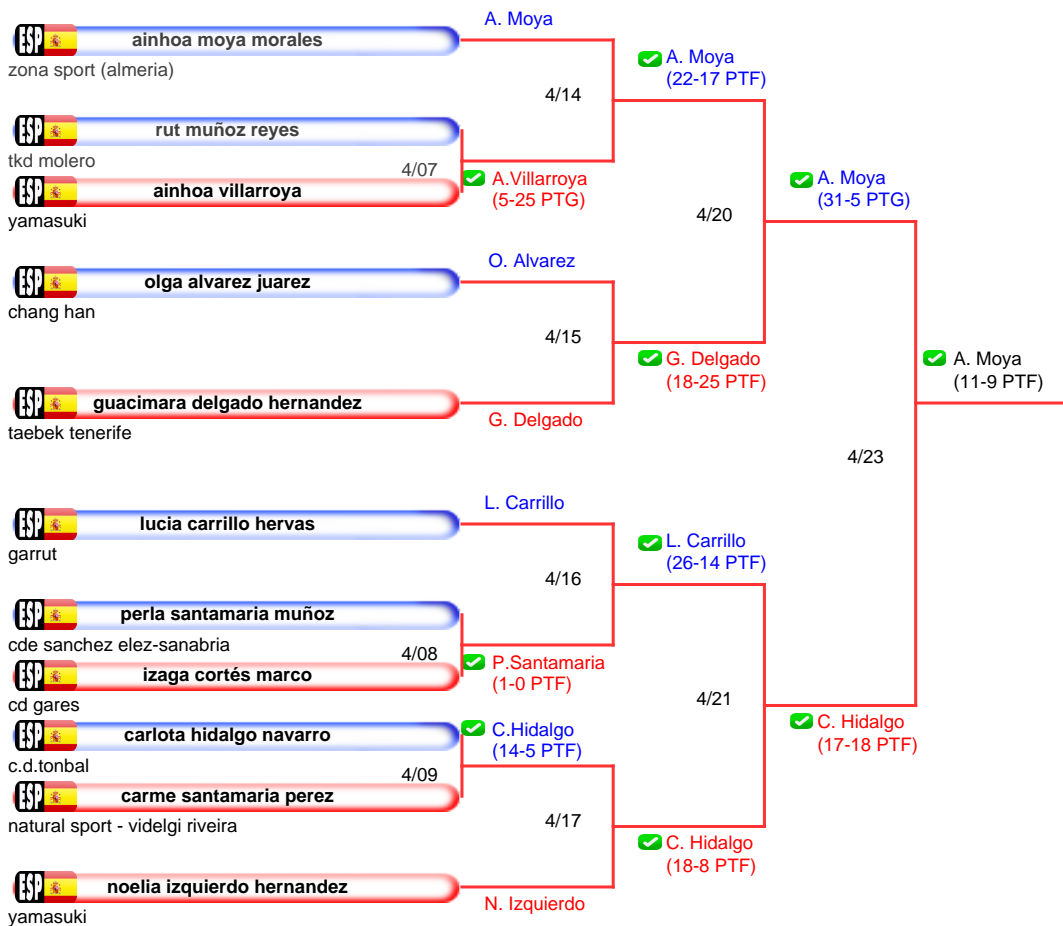 A. Moya
ESP ainhoa moya morales
zona sport (almeria)
A. Moya
(22-17 PTF)
4/14
ESP rut muñoz reyes
tkd molero
4/07
ESP ainhoa villarroya
yamasuki
A.Villarroya
(5-25 PTG)
A. Moya
(31-5 PTG)
4/20
O. Alvarez
ESP olga alvarez juarez
chang han
4/15
G. Delgado
(18-25 PTF)
A. Moya
(11-9 PTF)
ESP guacimara delgado hernandez
taebek tenerife
G. Delgado
4/23
L. Carrillo
ESP lucia carrillo hervas
garrut
L. Carrillo
(26-14 PTF)
4/16
ESP perla santamaria muñoz
cde sanchez elez-sanabria
4/08
ESP izaga cortés marco
cd gares
P.Santamaria
(1-0 PTF)
4/21
C. Hidalgo
(17-18 PTF)
ESP carlota hidalgo navarro
c.d.tonbal
C.Hidalgo
(14-5 PTF)
4/09
ESP carme santamaria perez
natural sport - videlgi riveira
4/17
C. Hidalgo
(18-8 PTF)
ESP noelia izquierdo hernandez
yamasuki
N. Izquierdo